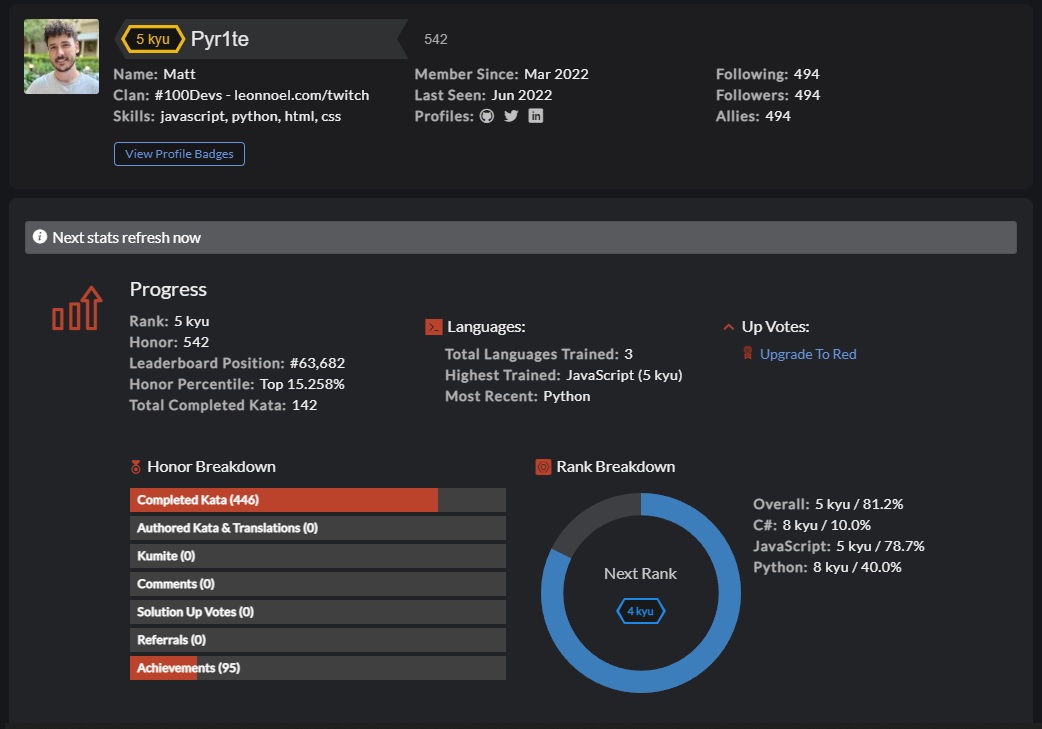 5 kyu Pyr1te 542
Name: Matt
Clan: #100Devs - leonnoel.com/twitch
Skills: javascript, python, html, css
Member Since: Mar 2022
Last Seen: Jun 2022
Profiles:
in
Following: 494
Followers: 494
Allies: 494
View Profile Badges
Next stats refresh now
Progress
Rank: 5 kyu
Honor: 542
Leaderboard Position: #63,682
Honor Percentile: Top 15.258%
Total Completed Kata: 142
Languages:
Total Languages Trained: 3
Highest Trained: JavaScript (5 kyu)
Most Recent: Python
Up Votes:
Upgrade To Red
Honor Breakdown
Completed Kata (446)
Authored Kata & Translations (0)
Kumite (0)
Comments (0)
Solution Up Votes (0)
Referrals (0)
Achievements (95)
Rank Breakdown
Next Rank
4 kyu
Overall: 5 kyu / 81.2%
C#: 8 kyu / 10.0%
JavaScript: 5 kyu / 78.7%
Python: 8 kyu / 40.0%